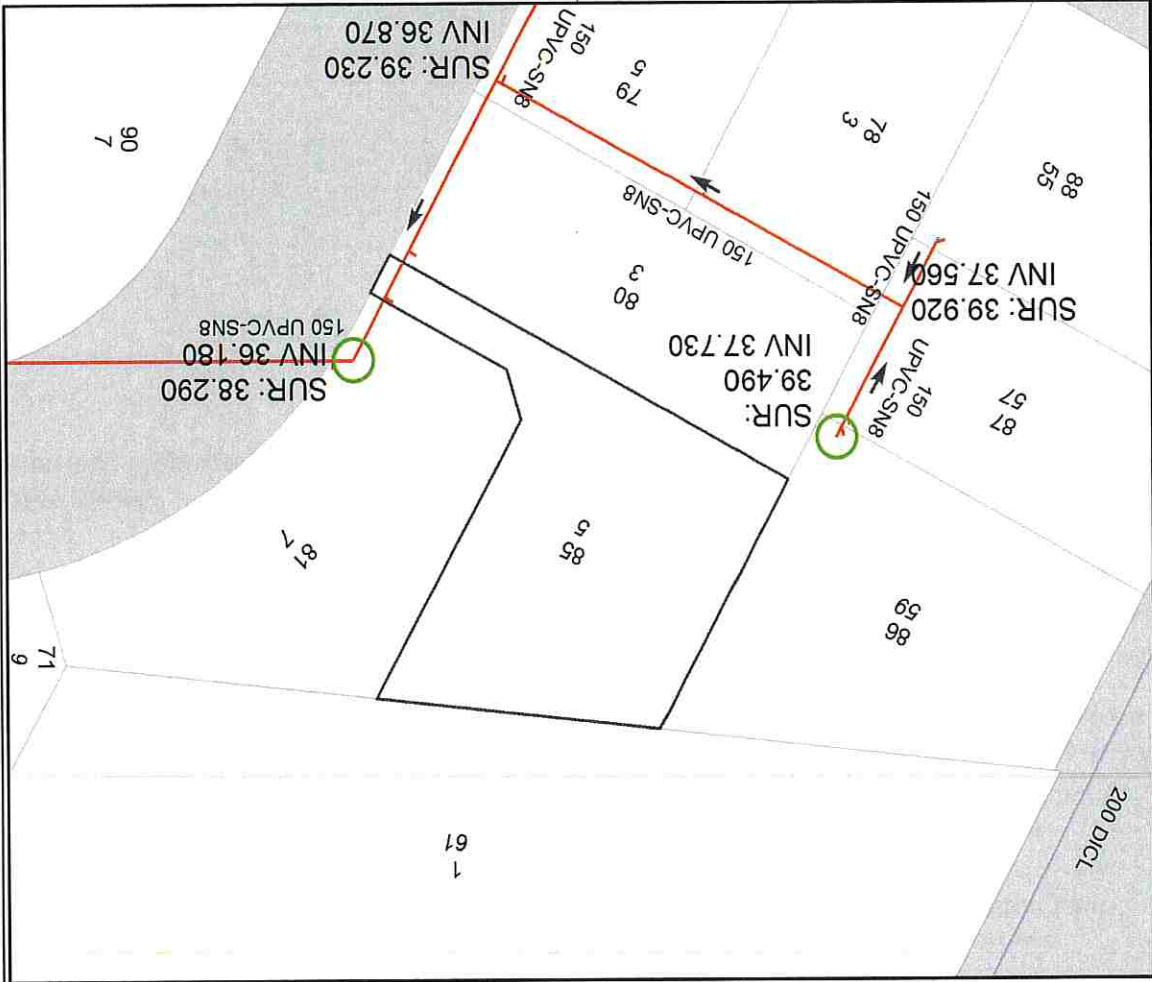 200 DICL
1
61
71
9
86
59
85
5
81
7
87
57
150
UPVC-SN8
SUR:
39.490
INV 37.730
SUR: 38.290
INV 36.180
150 UPVC-SN8
SUR: 39.920
INV 37.560
150 UPVC-SN8
80
3
150 UPVC-SN8
88
55
78
3
79
5
90
7
150
UPVC-SN8
SUR: 39.230
INV 36.870